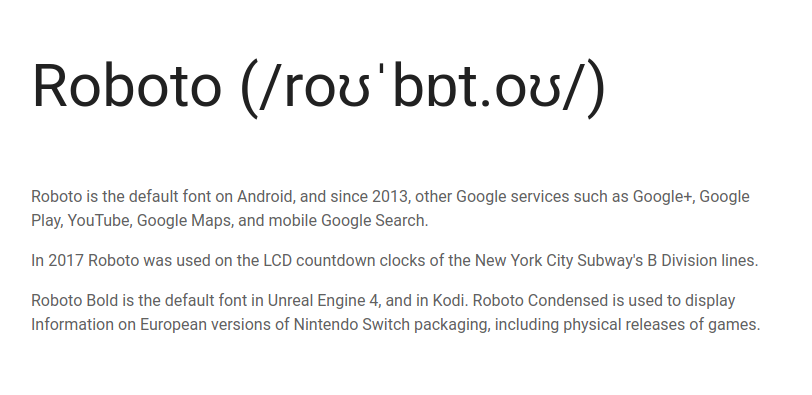 Roboto (/roʊˈbɒt.oʊ/)
Roboto is the default font on Android, and since 2013, other Google services such as Google+, Google
Play, YouTube, Google Maps, and mobile Google Search.
In 2017 Roboto was used on the LCD countdown clocks of the New York City Subway's B Division lines.
Roboto Bold is the default font in Unreal Engine 4, and in Kodi. Roboto Condensed is used to display
Information on European versions of Nintendo Switch packaging, including physical releases of games.